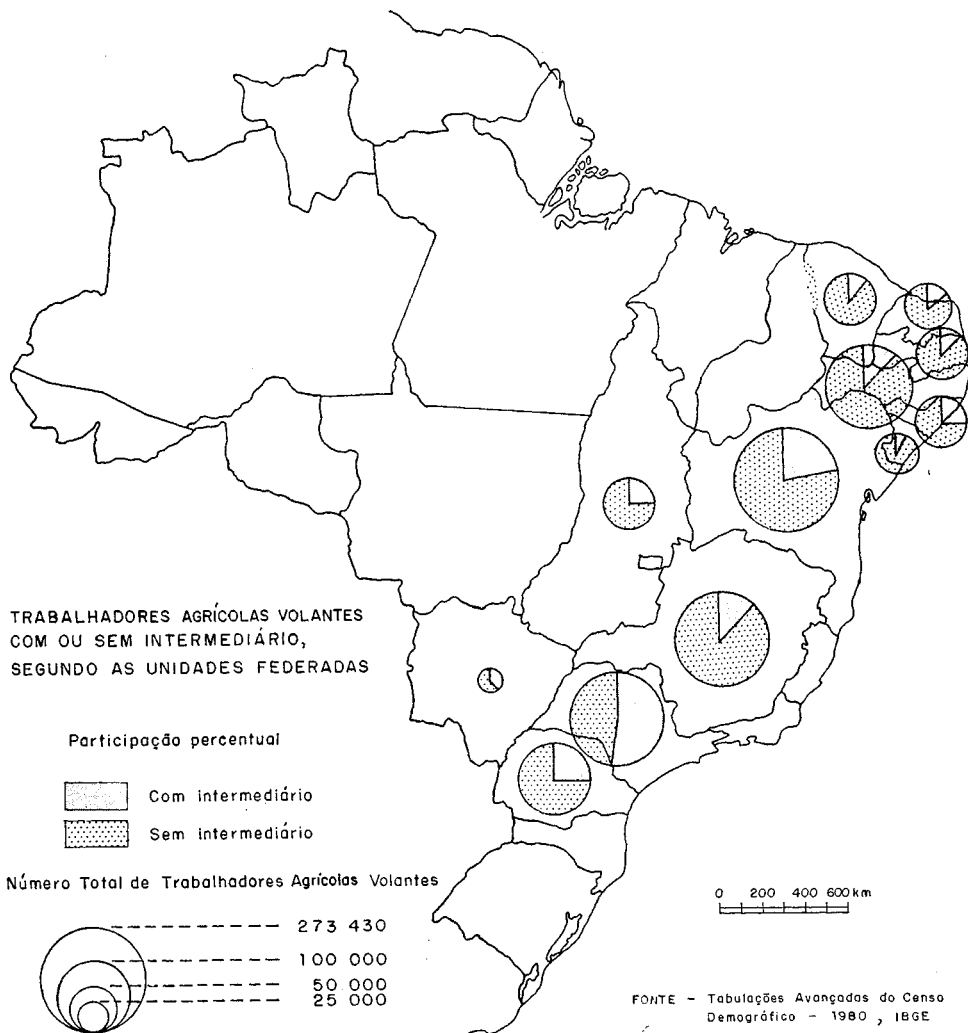 TRABALHADORES AGRÍCOLAS VOLANTES
COM OU SEM INTERMEDIÁRIO,
SEGUNDO AS UNIDADES FEDERADAS
Participação percentual
Com intermediário
Sem intermediário
Número Total de Trabalhadores Agrícolas Volantes
273 430
100 000
50 000
25 000
0 200 400 600 km
FONTE – Tabulações Avançadas do Censo
Demográfico – 1980 , IBGE